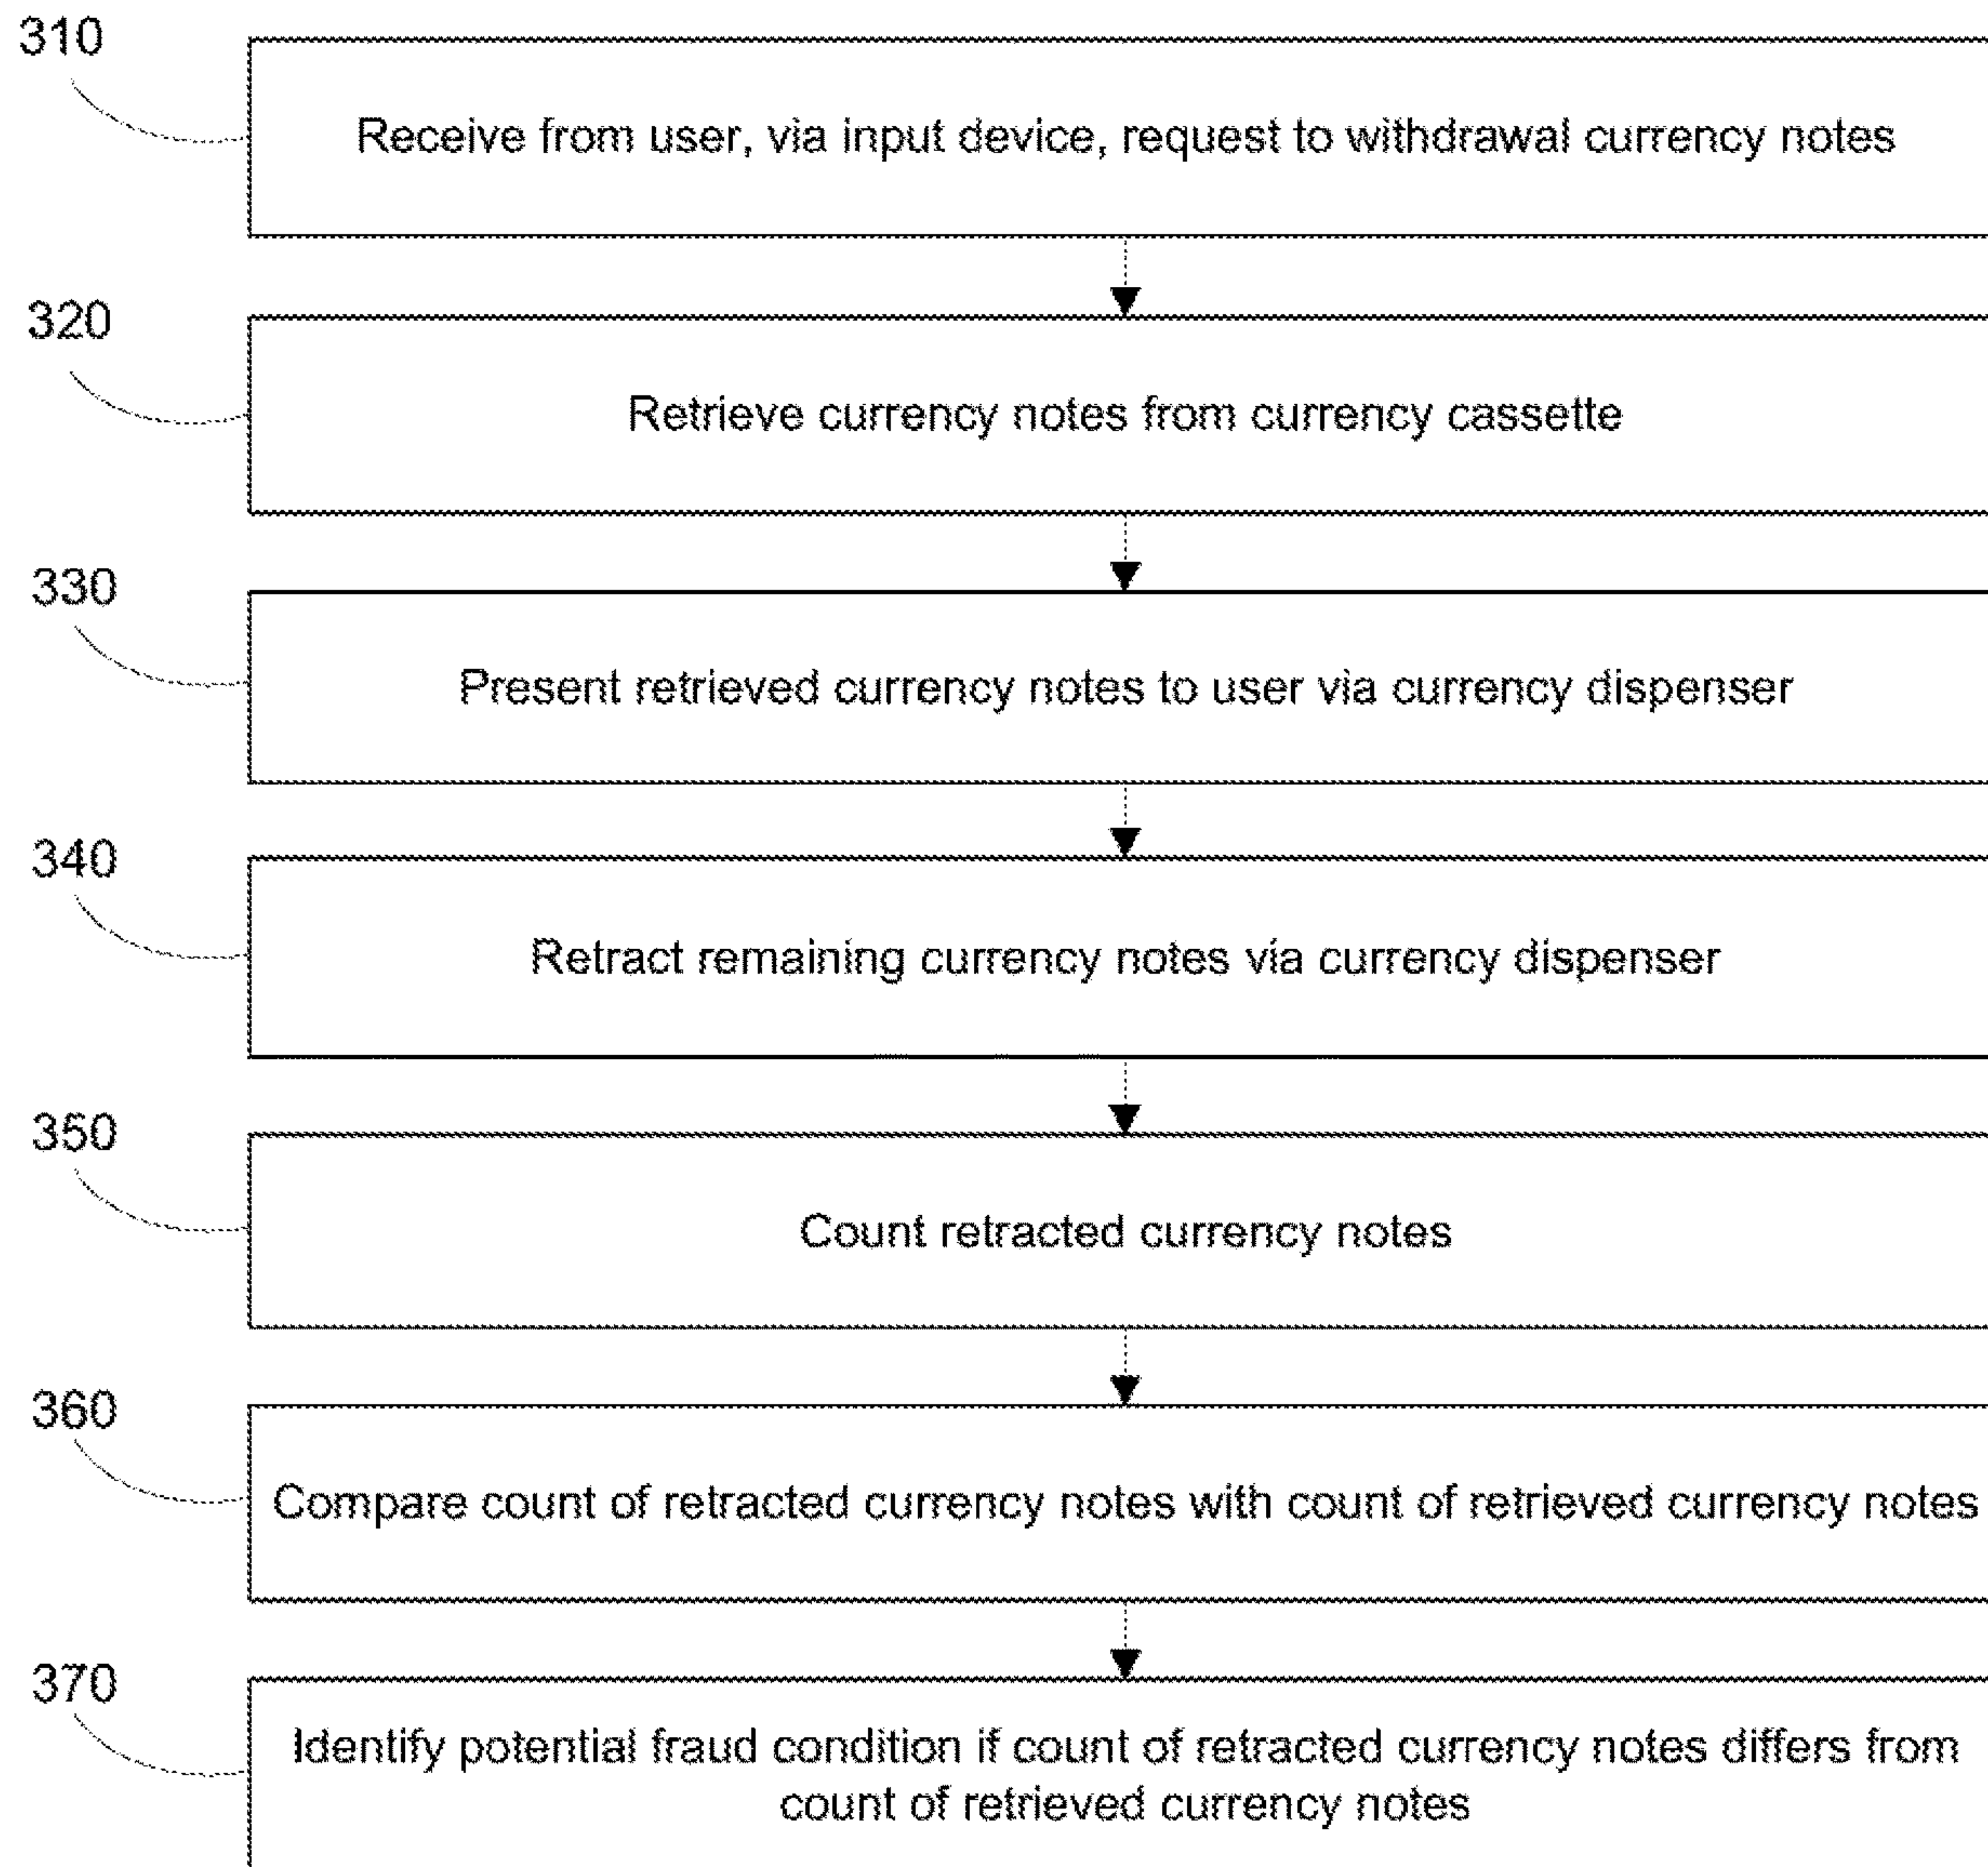 310
Receive from user, via input device, request to withdrawal currency notes
320
Retrieve currency notes from currency cassette
330
Present retrieved currency notes to user via currency dispenser
340
Retract remaining currency notes via currency dispenser
350
Count retracted currency notes
360
Compare count of retracted currency notes with count of retrieved currency notes
370
Identify potential fraud condition if count of retracted currency notes differs from
count of retrieved currency notes